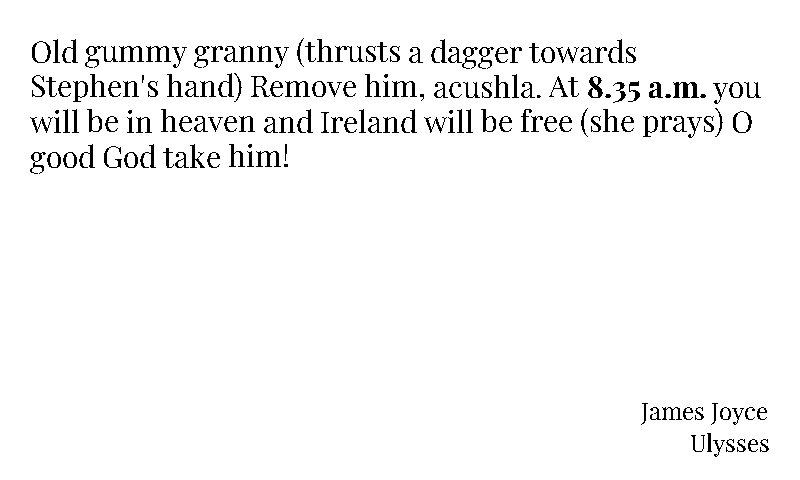 Old gummy granny (thrusts a dagger towards
Stephen's hand) Remove him, acushla. At 8.35 a.m. you
will be in heaven and Ireland will be free (she prays) O
good God take him!
James Joyce
Ulysses